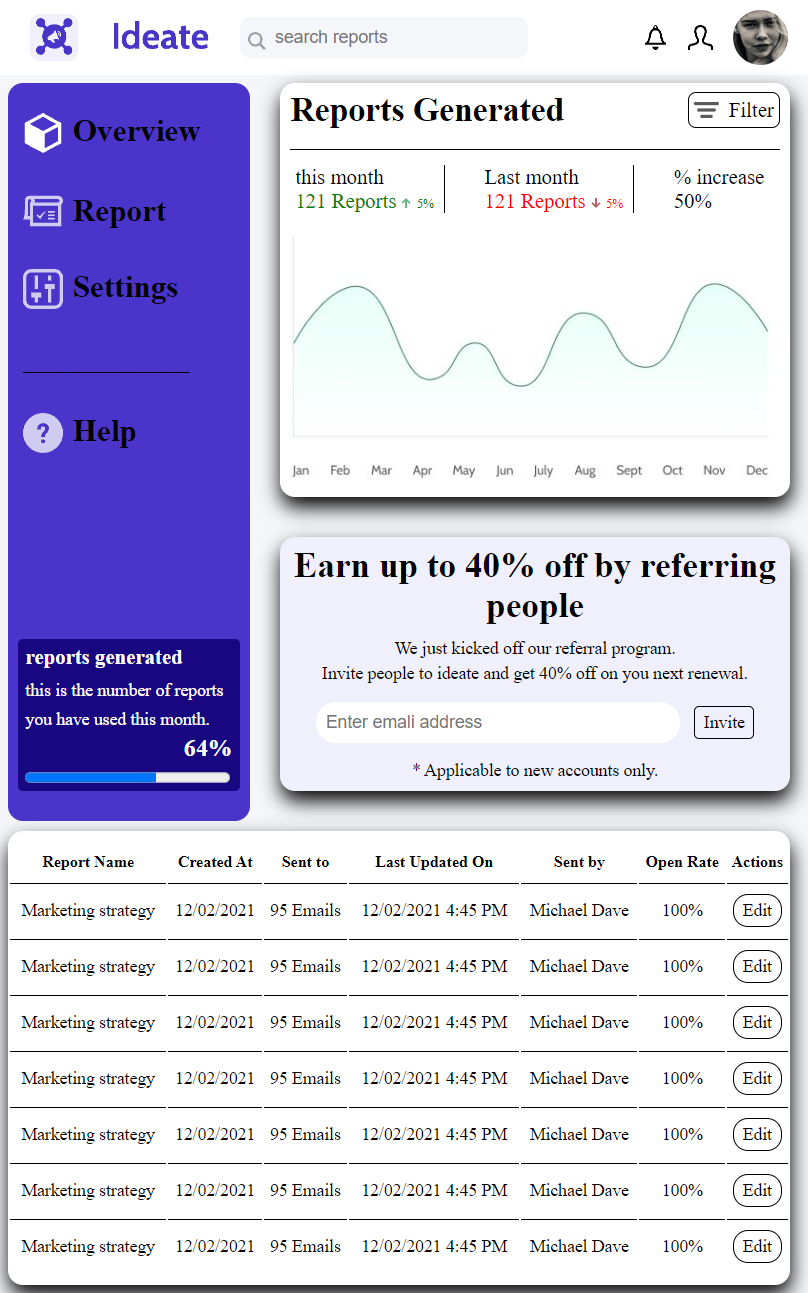 Ideate
search reports
Overview
Report
Settings
?
Help
reports generated
this is the number of reports
you have used this month.
64%
Reports Generated
Filter
this month
121 Reports ↑ 5%
Last month
121 Reports ↓ 5%
% increase
50%
Jan Feb Mar Apr May Jun July Aug Sept Oct Nov Dec
Earn up to 40% off by referring
people
We just kicked off our referral program.
Invite people to ideate and get 40% off on you next renewal.
Enter emali address
Invite
* Applicable to new accounts only.
Report Name Created At Sent to Last Updated On Sent by Open Rate Actions
Marketing strategy 12/02/2021 95 Emails 12/02/2021 4:45 PM Michael Dave 100% Edit
Marketing strategy 12/02/2021 95 Emails 12/02/2021 4:45 PM Michael Dave 100% Edit
Marketing strategy 12/02/2021 95 Emails 12/02/2021 4:45 PM Michael Dave 100% Edit
Marketing strategy 12/02/2021 95 Emails 12/02/2021 4:45 PM Michael Dave 100% Edit
Marketing strategy 12/02/2021 95 Emails 12/02/2021 4:45 PM Michael Dave 100% Edit
Marketing strategy 12/02/2021 95 Emails 12/02/2021 4:45 PM Michael Dave 100% Edit
Marketing strategy 12/02/2021 95 Emails 12/02/2021 4:45 PM Michael Dave 100% Edit